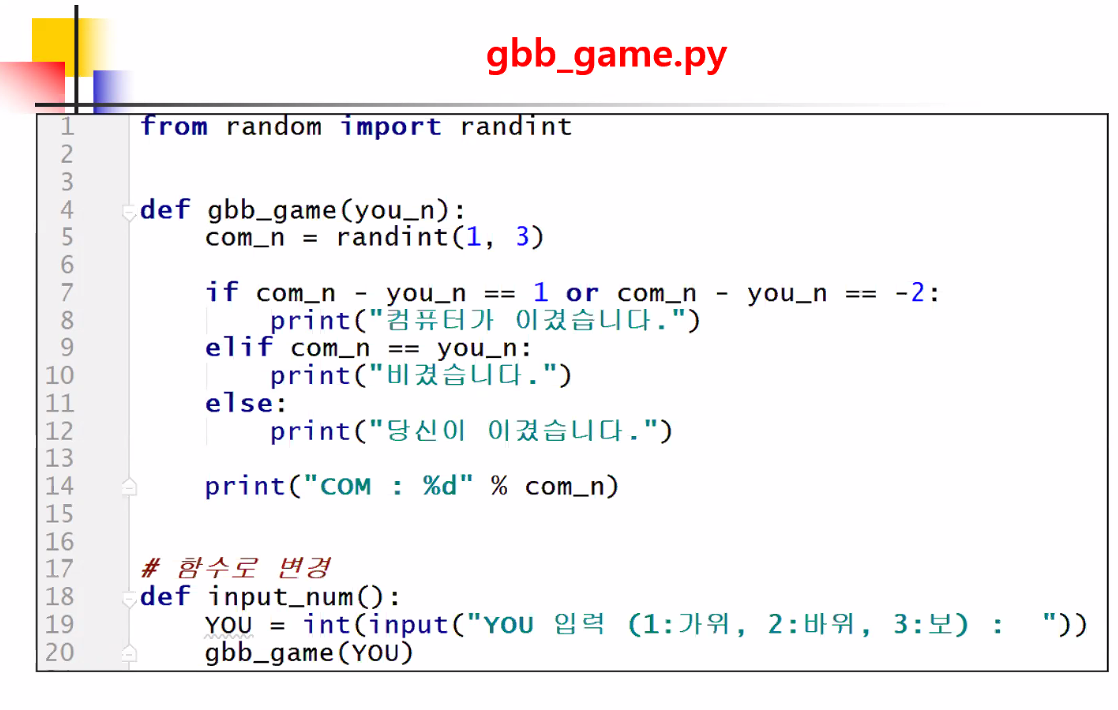 gbb_game.py
1 from random import randint
2
3
4 def gbb_game(you_n):
5     com_n = randint(1, 3)
6
7     if com_n - you_n == 1 or com_n - you_n == -2:
8         print("컴퓨터가 이겼습니다.")
9     elif com_n == you_n:
10         print("비겼습니다.")
11     else:
12         print("당신이 이겼습니다.")
13
14     print("COM : %d" % com_n)
15
16
17 # 함수로 변경
18 def input_num():
19     YOU = int(input("YOU 입력 (1:가위, 2:바위, 3:보) :  "))
20     gbb_game(YOU)